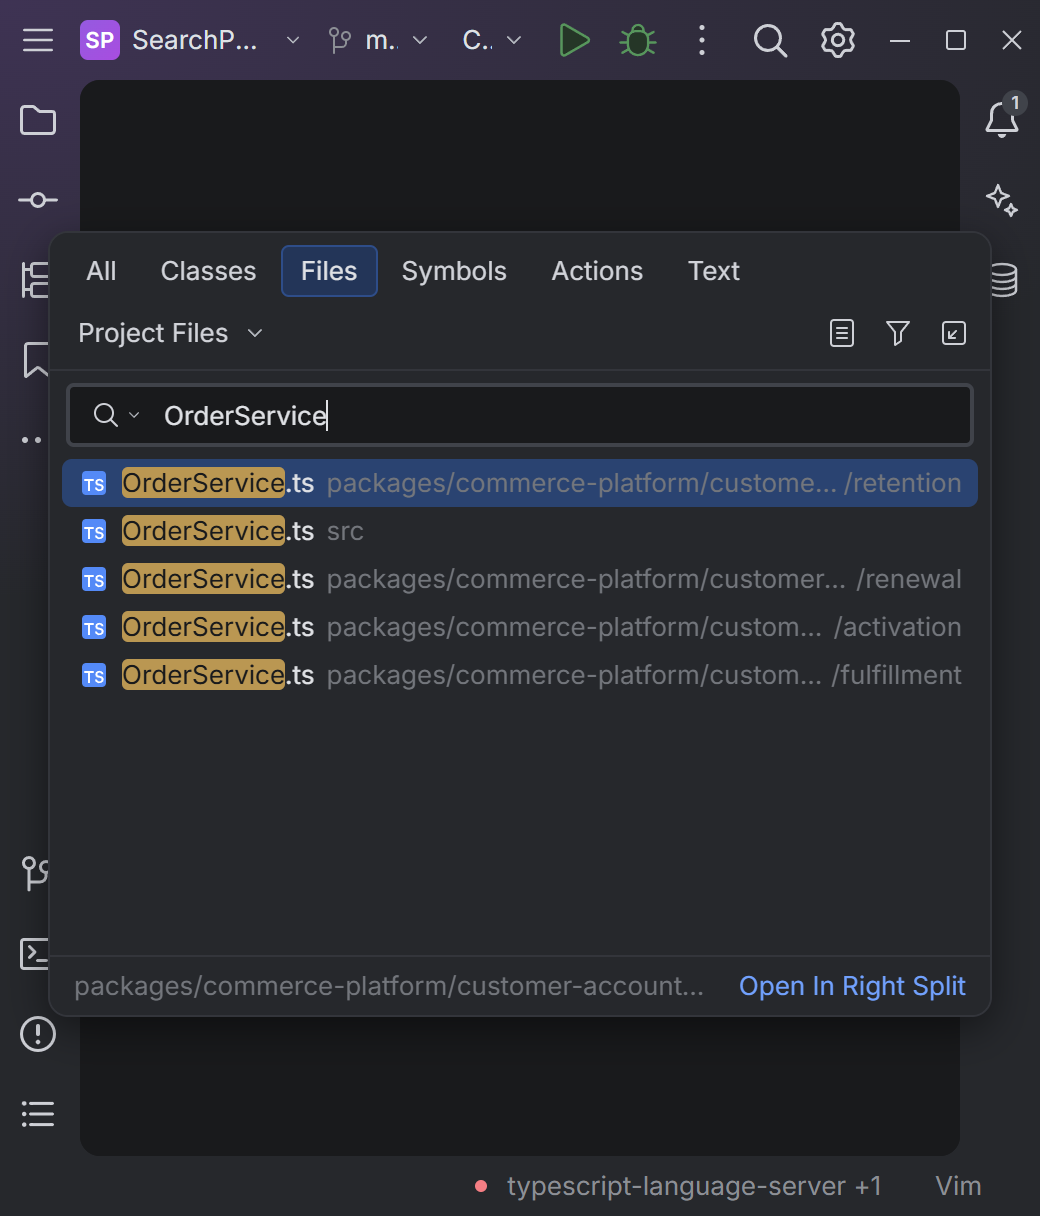 SP SearchP... m.. C..
1
All Classes Files Symbols Actions Text
Project Files
OrderService
TS OrderService.ts packages/commerce-platform/custome... /retention
TS OrderService.ts src
TS OrderService.ts packages/commerce-platform/customer... /renewal
TS OrderService.ts packages/commerce-platform/custom... /activation
TS OrderService.ts packages/commerce-platform/custom... /fulfillment
packages/commerce-platform/customer-account... Open In Right Split
typescript-language-server +1 Vim